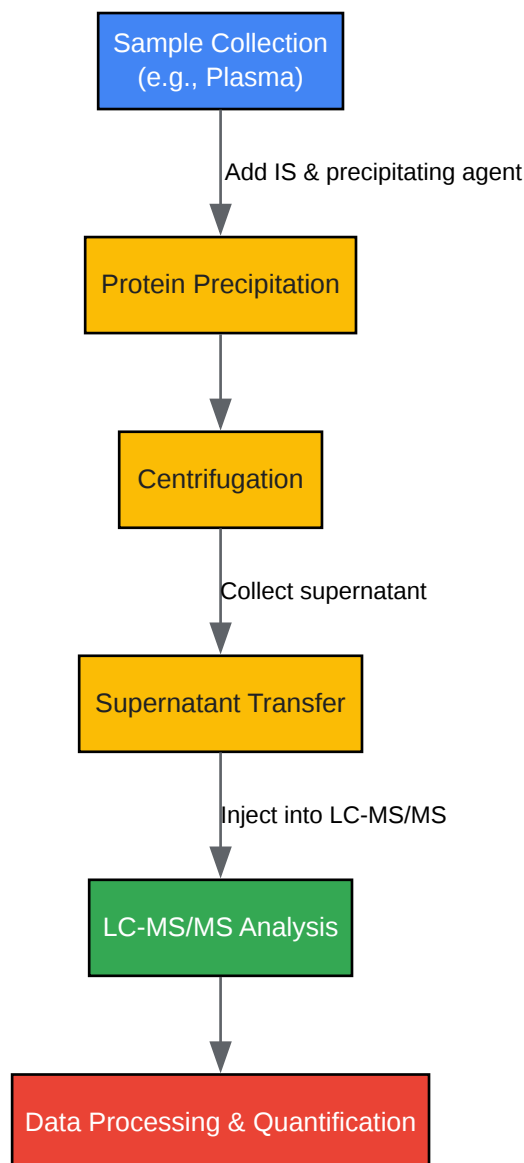 Sample Collection
(e.g., Plasma)
Add IS & precipitating agent
Protein Precipitation
Centrifugation
Collect supernatant
Supernatant Transfer
Inject into LC-MS/MS
LC-MS/MS Analysis
Data Processing & Quantification